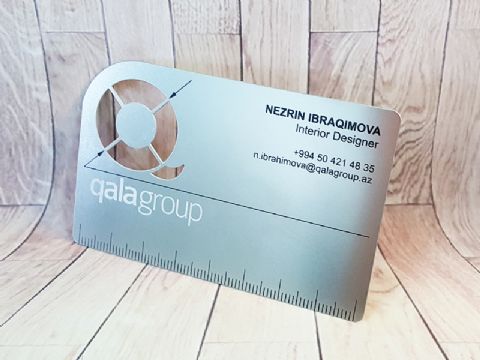 qalagroup
NEZRIN IBRAQIMOVA
Interior Designer
+994 50 421 48 35
n.ibrahimova@qalagroup.az